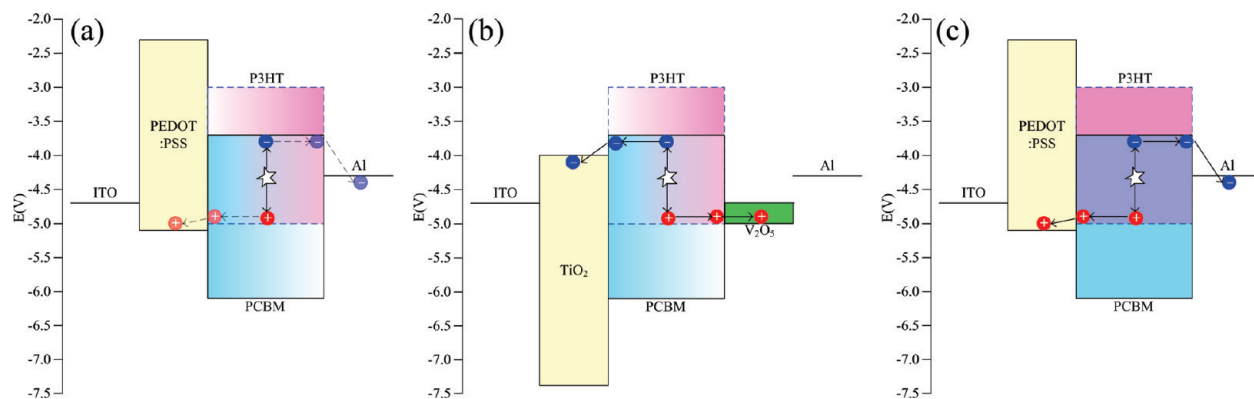 (a)
E(V)
-2.0
-2.5
-3.0
-3.5
-4.0
-4.5
-5.0
-5.5
-6.0
-6.5
-7.0
-7.5
ITO
PEDOT
:PSS
P3HT
PCBM
Al
(b)
E(V)
-2.0
-2.5
-3.0
-3.5
-4.0
-4.5
-5.0
-5.5
-6.0
-6.5
-7.0
-7.5
ITO
TiO₂
P3HT
PCBM
V₂O₅
Al
(c)
E(V)
-2.0
-2.5
-3.0
-3.5
-4.0
-4.5
-5.0
-5.5
-6.0
-6.5
-7.0
-7.5
ITO
PEDOT
:PSS
P3HT
PCBM
Al